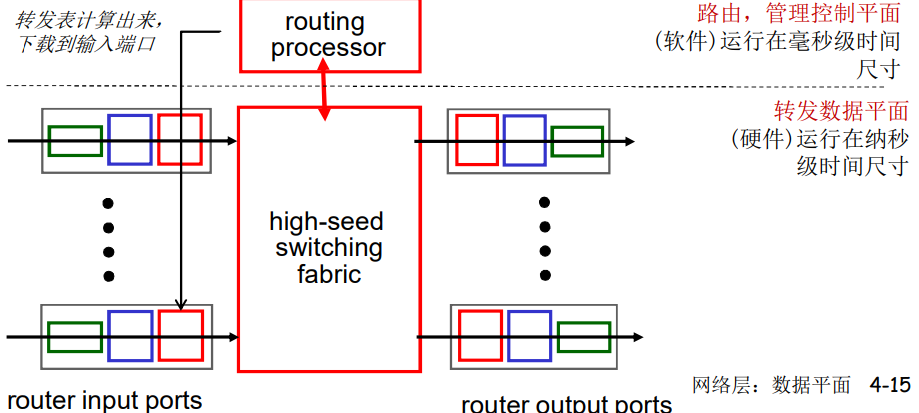 转发表计算出来，
下载到输入端口
routing
processor
路由，管理控制平面
(软件)运行在毫秒级时间
尺寸
转发数据平面
(硬件)运行在纳秒
级时间尺寸
high-seed
switching
fabric
网络层：数据平面 4-15
router input ports
router output ports